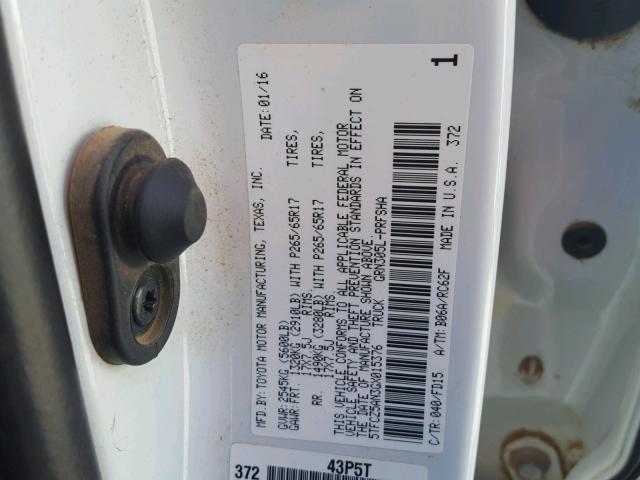 MFD.BY: TOYOTA MOTOR MANUFACTURING, TEXAS, INC. DATE: 01/16
GVWR: 2545KG (5600LB)
GAWR: FRT. 1320KG (2910LB) WITH P265/65R17 TIRES,
17X7.5J RIMS
RR. 1490KG (3280LB) WITH P265/65R17 TIRES,
17X7.5J RIMS
THIS VEHICLE CONFORMS TO ALL APPLICABLE FEDERAL MOTOR
VEHICLE SAFETY AND THEFT PREVENTION STANDARDS IN EFFECT ON
THE DATE OF MANUFACTURE SHOWN ABOVE.
5TFCZ5AN3GX015376 TRUCK GRN305L-PRFSHA
C/TR: 040/FD15 A/TM: B06A/RC62F MADE IN U.S.A. 372
1
372 43P5T